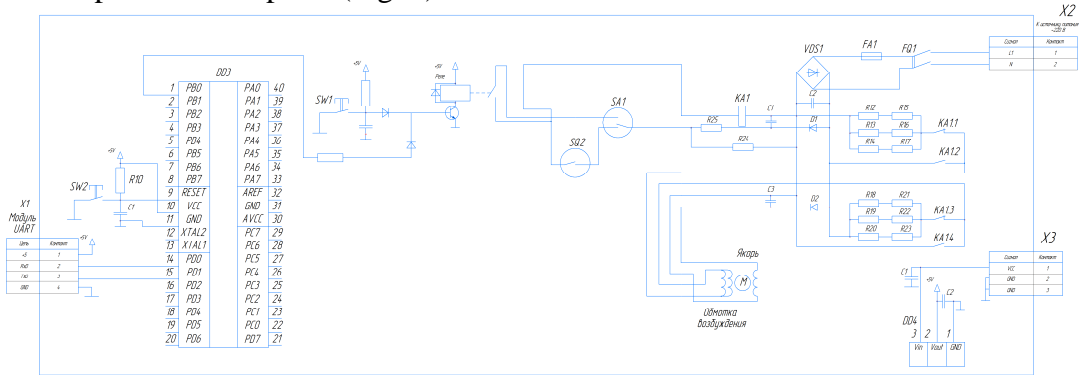 X2
К источнику питания
~220 В
Сигнал Контакт
L1 1
N 2
FA1
FQ1
VDS1
C2
D1
DD3
1 PB0 PA0 40
2 PB1 PA1 39
3 PB2 PA2 38
4 PB3 PA3 37
5 PD4 PA4 36
6 PB5 PA5 35
7 PB6 PA6 34
8 PB7 PA7 33
9 RESET AREF 32
10 VCC GND 31
11 GND AVCC 30
12 XTAL2 PC7 29
13 XIAL1 PC6 28
14 PD0 PC5 27
15 PD1 PC4 26
16 PD2 PC3 25
17 PD3 PC2 24
18 PD4 PC1 23
19 PD5 PC0 22
20 PD6 PD7 21
+5V
SW1
+5V
Реле
SA1
SQ2
KA1
C1
R25
R24
R12 R15
R13 R16
R14 R17
KA1.1
KA1.2
+5V
R10
SW2
C1
X1
Модуль
UART
Цепь Контакт
+5 1
RxD 2
TxD 3
GND 4
+5V
C3
D2
R18 R21
R19 R22
R20 R23
KA1.3
KA1.4
Якорь
M
Обмотка
возбуждения
X3
Сигнал Контакт
VCC 1
GND 2
GND 3
C1
+5V
C2
DD4
3 2 1
Vin Vout GND